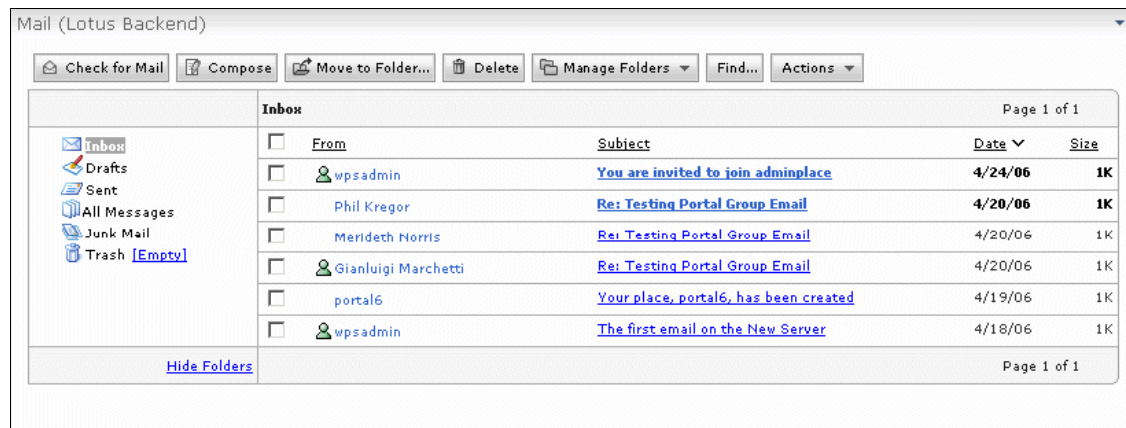 Mail (Lotus Backend)
Check for Mail Compose Move to Folder... Delete Manage Folders Find... Actions
Inbox Page 1 of 1
Inbox
Drafts
Sent
All Messages
Junk Mail
Trash [Empty]
From Subject Date Size
wpsadmin You are invited to join adminplace 4/24/06 1K
Phil Kregor Re: Testing Portal Group Email 4/20/06 1K
Merideth Norris Re: Testing Portal Group Email 4/20/06 1K
Gianluigi Marchetti Re: Testing Portal Group Email 4/20/06 1K
portal6 Your place, portal6, has been created 4/19/06 1K
wpsadmin The first email on the New Server 4/18/06 1K
Hide Folders Page 1 of 1